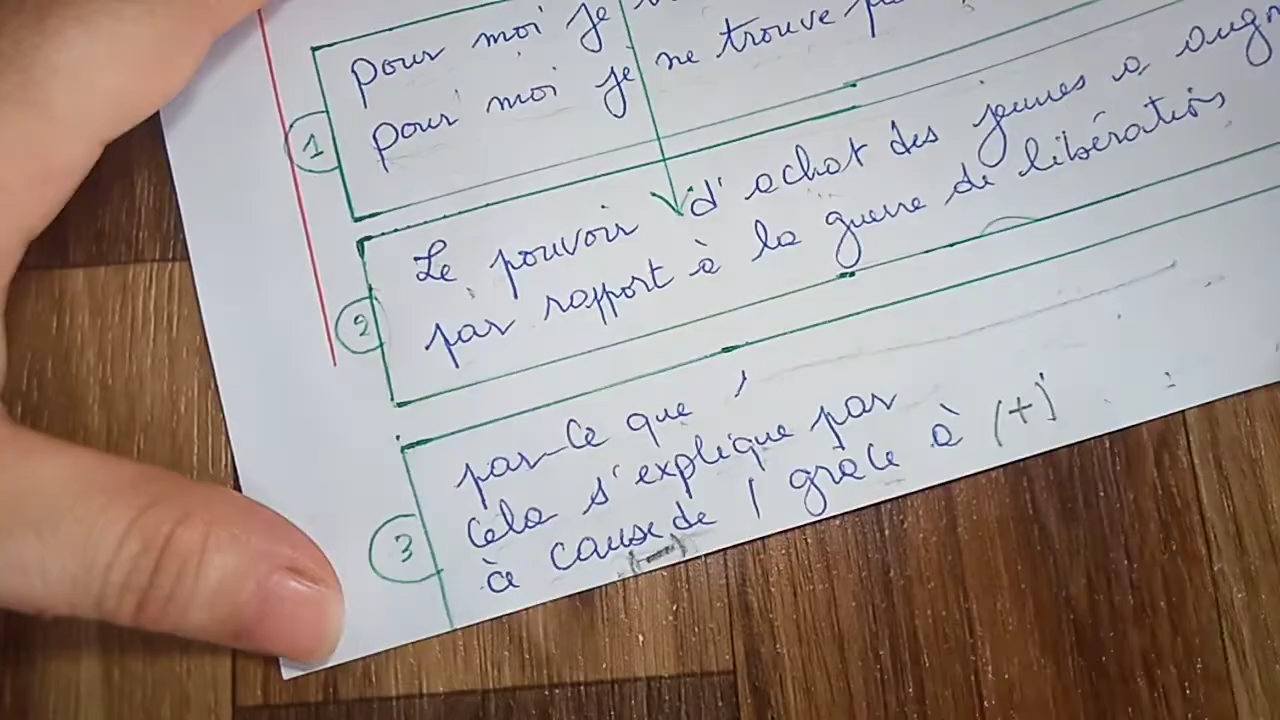 pour moi je
pour moi je ne trouve
1
Le pouvoir d'achat des jeunes a
par rapport à la guerre de libération
2
par ce que
Cela s'explique par
à cause de / grâce à (+)
(-)
3